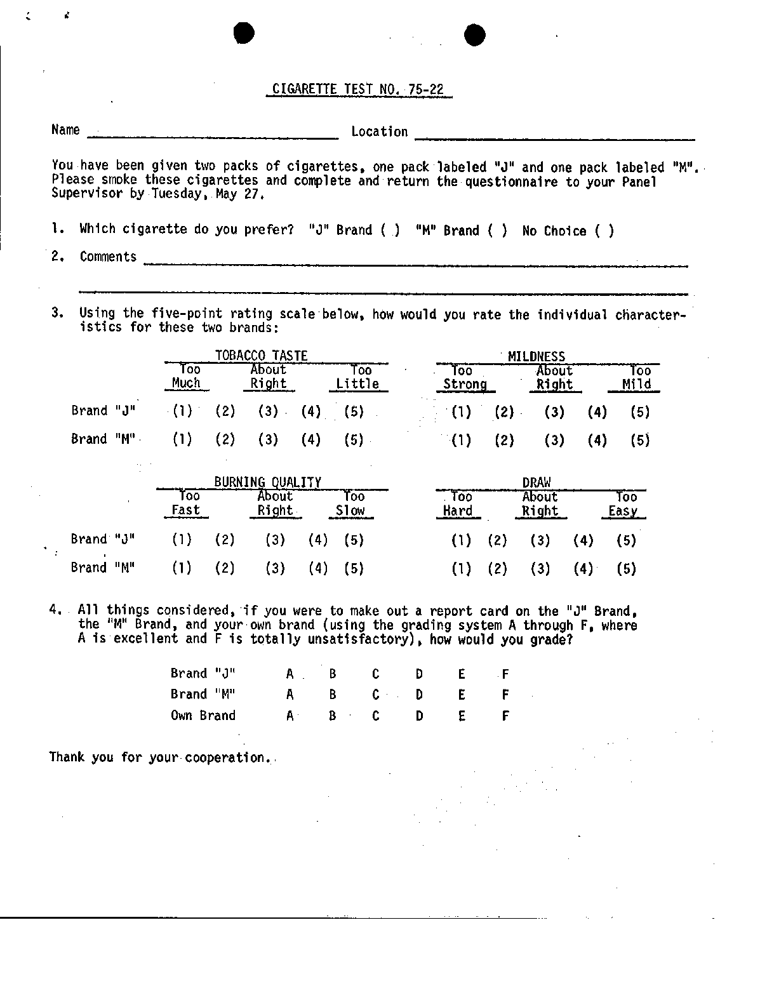 CIGARETTE TEST NO. 75-22
Name Location
You have been given two packs of cigarettes, one pack labeled "J" and one pack labeled "M".
Please smoke these cigarettes and complete and return the questionnaire to your Panel
Supervisor by Tuesday, May 27.
1. Which cigarette do you prefer? "J" Brand ( ) "M" Brand ( ) No Choice ( )
2. Comments
3. Using the five-point rating scale below, how would you rate the individual character-
istics for these two brands:
TOBACCO TASTE MILDNESS
Too About Too Too About Too
Much Right Little Strong Right Mild
Brand "J" (1) (2) (3) (4) (5) (1) (2) (3) (4) (5)
Brand "M" (1) (2) (3) (4) (5) (1) (2) (3) (4) (5)
BURNING QUALITY DRAW
Too About Too Too About Too
Fast Right Slow Hard Right Easy
Brand "J" (1) (2) (3) (4) (5) (1) (2) (3) (4) (5)
Brand "M" (1) (2) (3) (4) (5) (1) (2) (3) (4) (5)
4. All things considered, if you were to make out a report card on the "J" Brand,
the "M" Brand, and your own brand (using the grading system A through F, where
A is excellent and F is totally unsatisfactory), how would you grade?
Brand "J" A B C D E F
Brand "M" A B C D E F
Own Brand A B C D E F
Thank you for your cooperation.